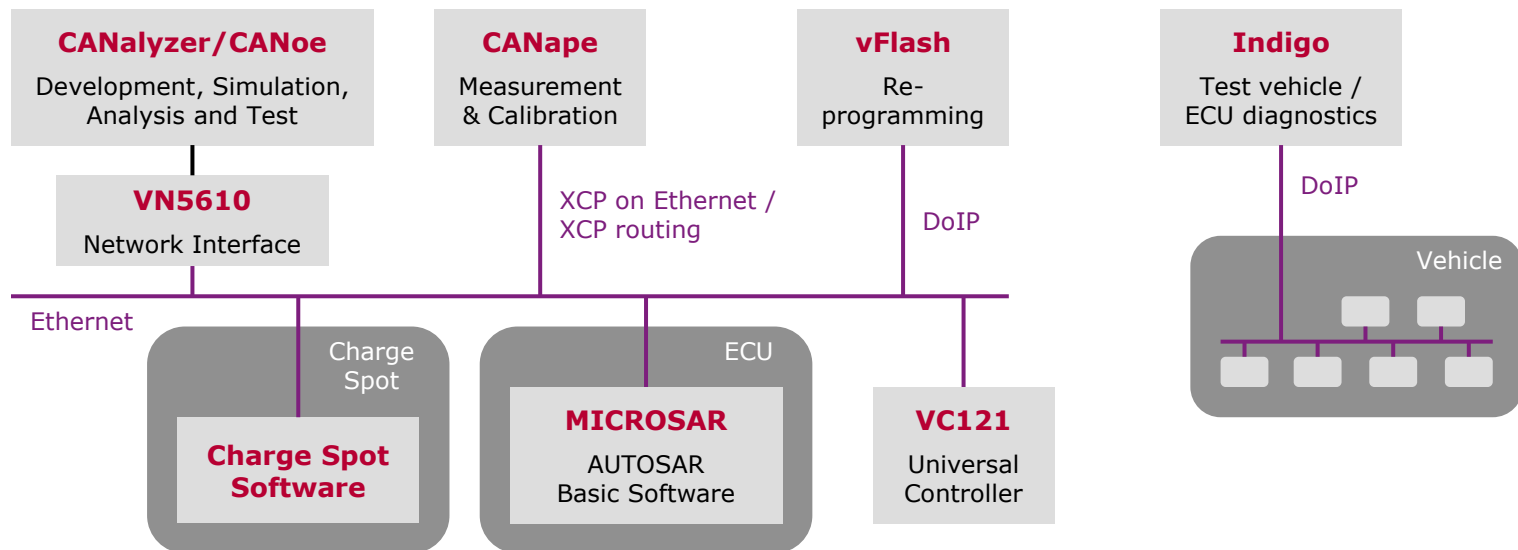 CANalyzer/CANoe
Development, Simulation,
Analysis and Test
VN5610
Network Interface
CANape
Measurement
& Calibration
XCP on Ethernet /
XCP routing
vFlash
Re-
programming
DoIP
Indigo
Test vehicle /
ECU diagnostics
DoIP
Vehicle
Ethernet
Charge
Spot
Charge Spot
Software
ECU
MICROSAR
AUTOSAR
Basic Software
VC121
Universal
Controller